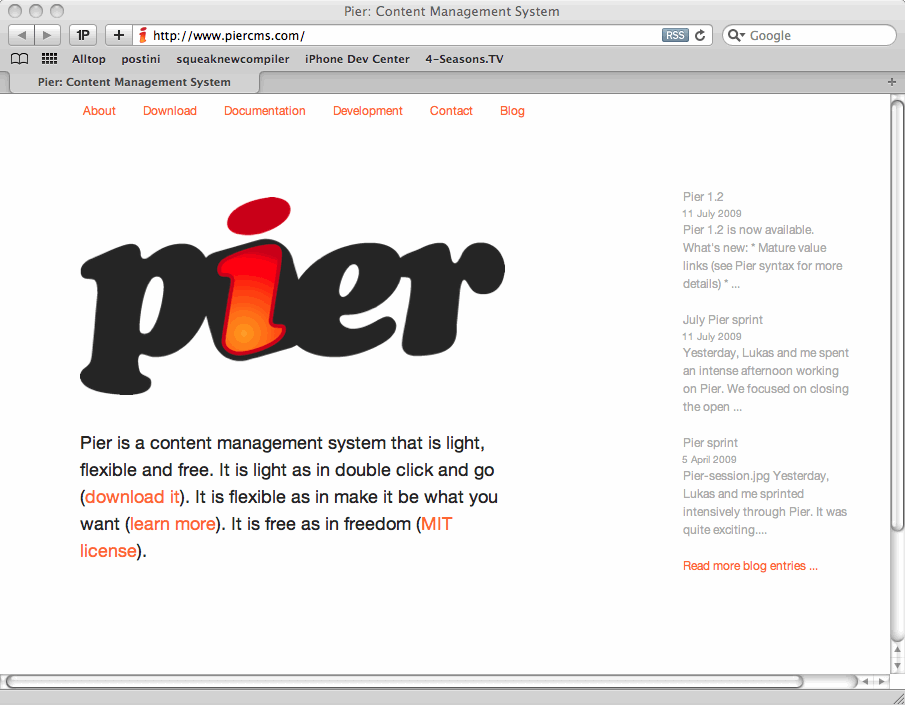 Pier: Content Management System
1P
+
http://www.piercms.com/
RSS
Google
Alltop postini squeaknewcompiler iPhone Dev Center 4-Seasons.TV
Pier: Content Management System
+
About Download Documentation Development Contact Blog
pier
Pier is a content management system that is light,
flexible and free. It is light as in double click and go
(download it). It is flexible as in make it be what you
want (learn more). It is free as in freedom (MIT
license).
Pier 1.2
11 July 2009
Pier 1.2 is now available.
What's new: * Mature value
links (see Pier syntax for more
details) * ...
July Pier sprint
11 July 2009
Yesterday, Lukas and me spent
an intense afternoon working
on Pier. We focused on closing
the open ...
Pier sprint
5 April 2009
Pier-session.jpg Yesterday,
Lukas and me sprinted
intensively through Pier. It was
quite exciting....
Read more blog entries ...